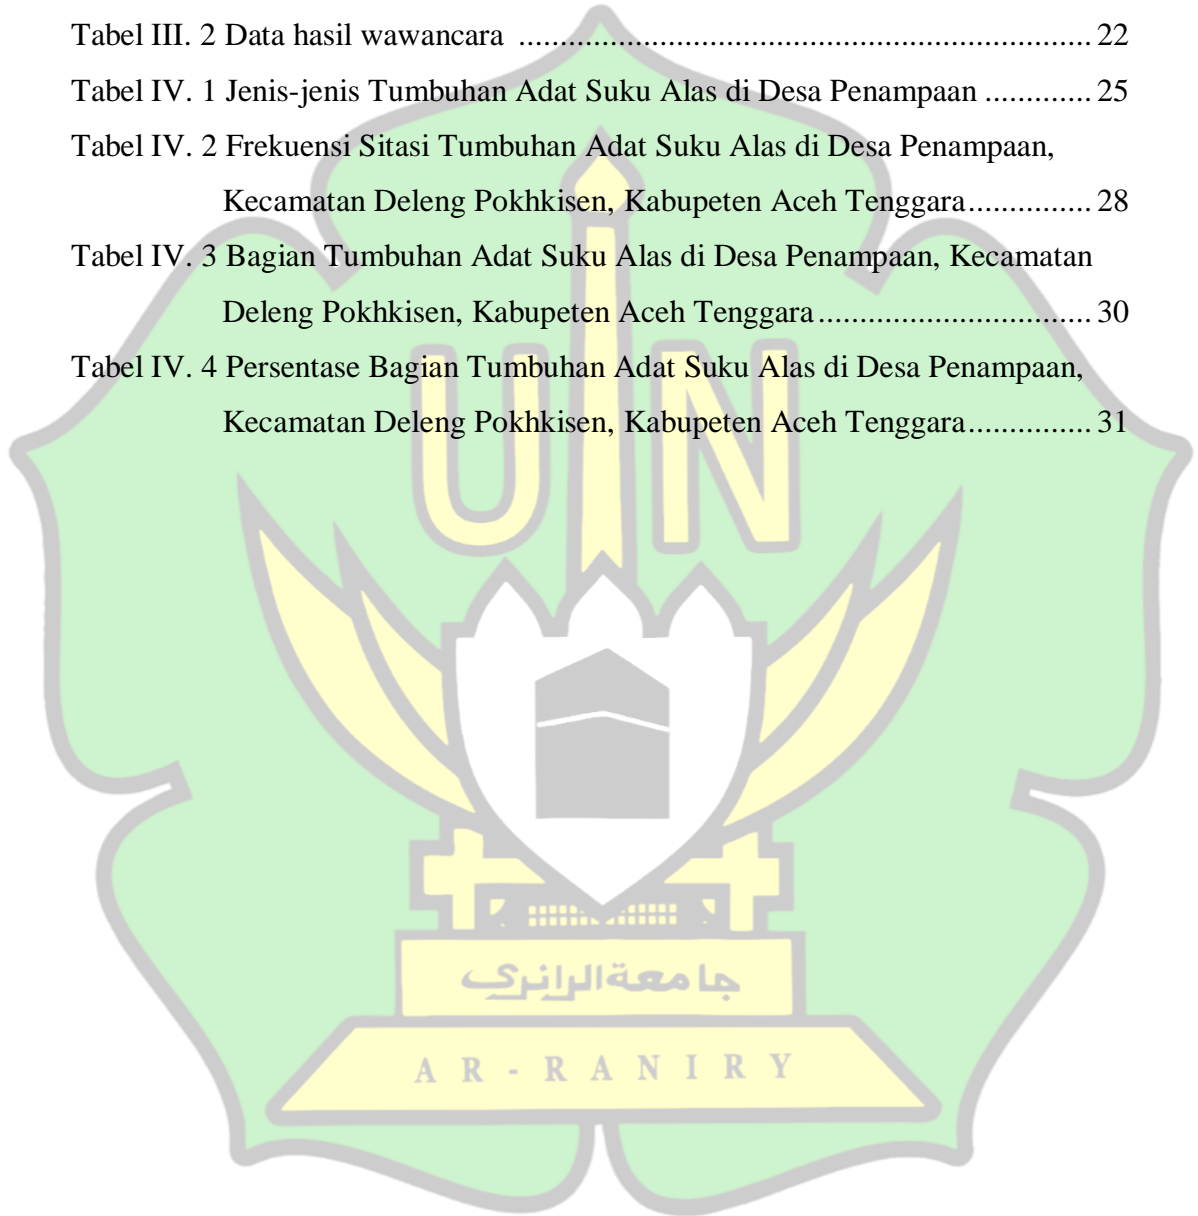 Tabel III. 2 Data hasil wawancara ..................................................................... 22
Tabel IV. 1 Jenis-jenis Tumbuhan Adat Suku Alas di Desa Penampaan ............. 25
Tabel IV. 2 Frekuensi Sitasi Tumbuhan Adat Suku Alas di Desa Penampaan,
Kecamatan Deleng Pokhkisen, Kabupeten Aceh Tenggara............... 28
Tabel IV. 3 Bagian Tumbuhan Adat Suku Alas di Desa Penampaan, Kecamatan
Deleng Pokhkisen, Kabupeten Aceh Tenggara................................. 30
Tabel IV. 4 Persentase Bagian Tumbuhan Adat Suku Alas di Desa Penampaan,
Kecamatan Deleng Pokhkisen, Kabupeten Aceh Tenggara............... 31
UIN
جامعة الرانري
AR-RANIRY